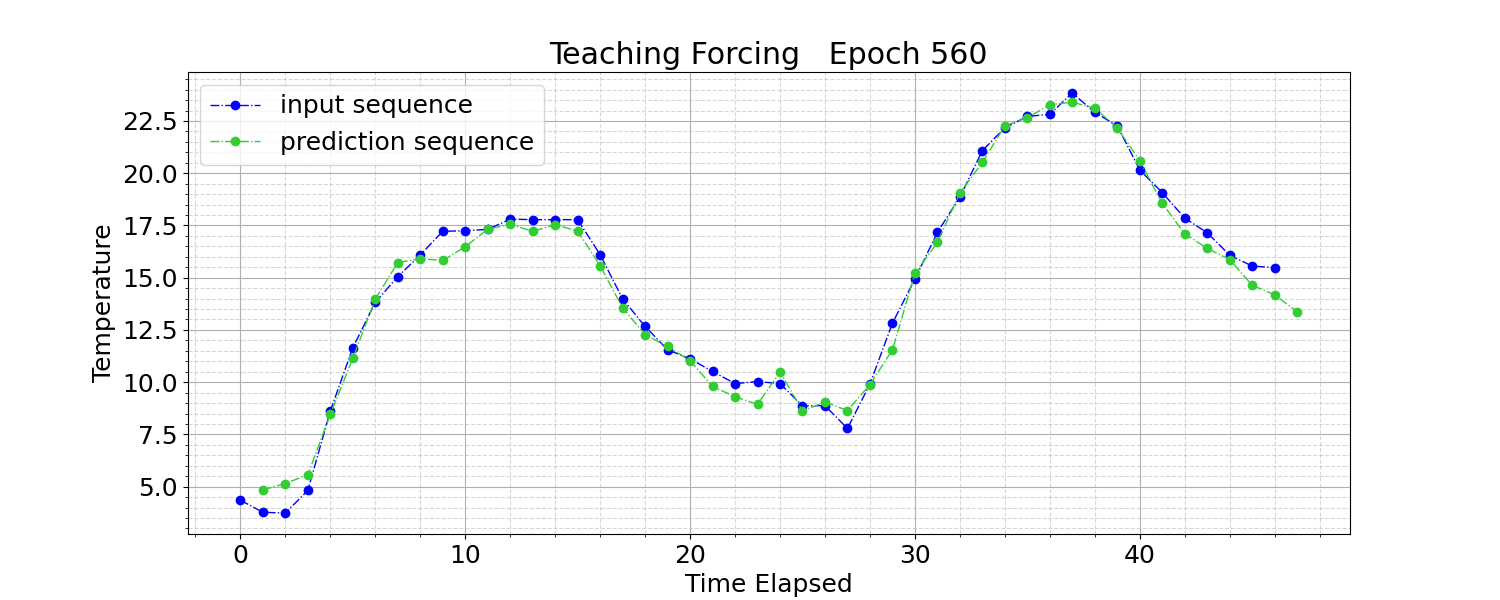 Teaching Forcing   Epoch 560
input sequence
prediction sequence
22.5
20.0
17.5
15.0
12.5
10.0
7.5
5.0
Temperature
0 10 20 30 40
Time Elapsed